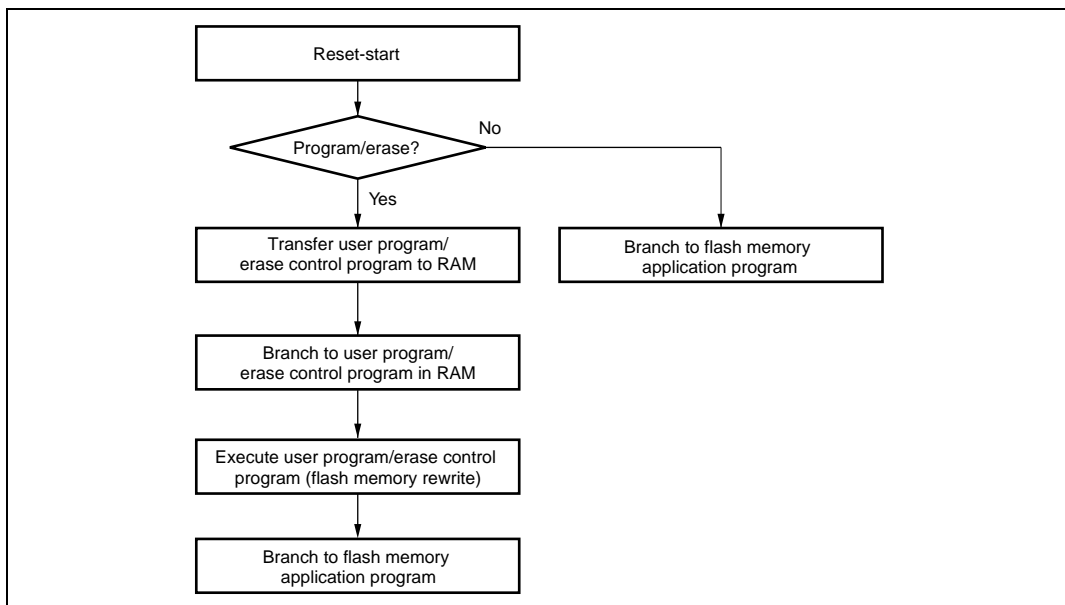 Reset-start
Program/erase?
No
Yes
Transfer user program/
erase control program to RAM
Branch to flash memory
application program
Branch to user program/
erase control program in RAM
Execute user program/erase control
program (flash memory rewrite)
Branch to flash memory
application program